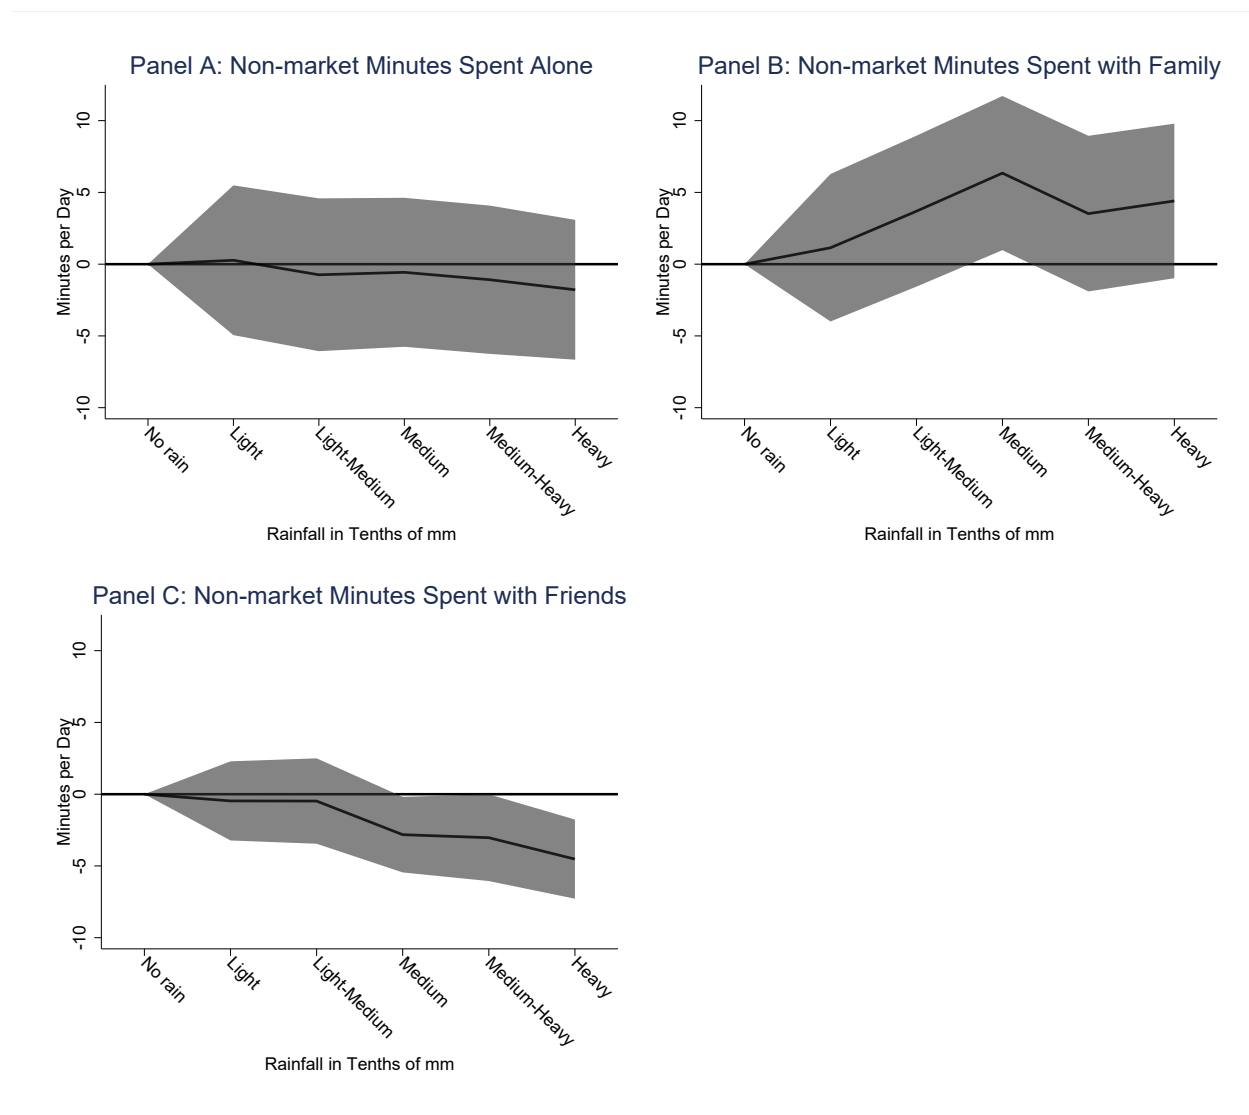 Panel A: Non-market Minutes Spent Alone
Minutes per Day
10
5
0
-5
-10
No rain
Light
Light-Medium
Medium
Medium-Heavy
Heavy
Rainfall in Tenths of mm
Panel B: Non-market Minutes Spent with Family
Minutes per Day
10
5
0
-5
-10
No rain
Light
Light-Medium
Medium
Medium-Heavy
Heavy
Rainfall in Tenths of mm
Panel C: Non-market Minutes Spent with Friends
Minutes per Day
10
5
0
-5
-10
No rain
Light
Light-Medium
Medium
Medium-Heavy
Heavy
Rainfall in Tenths of mm